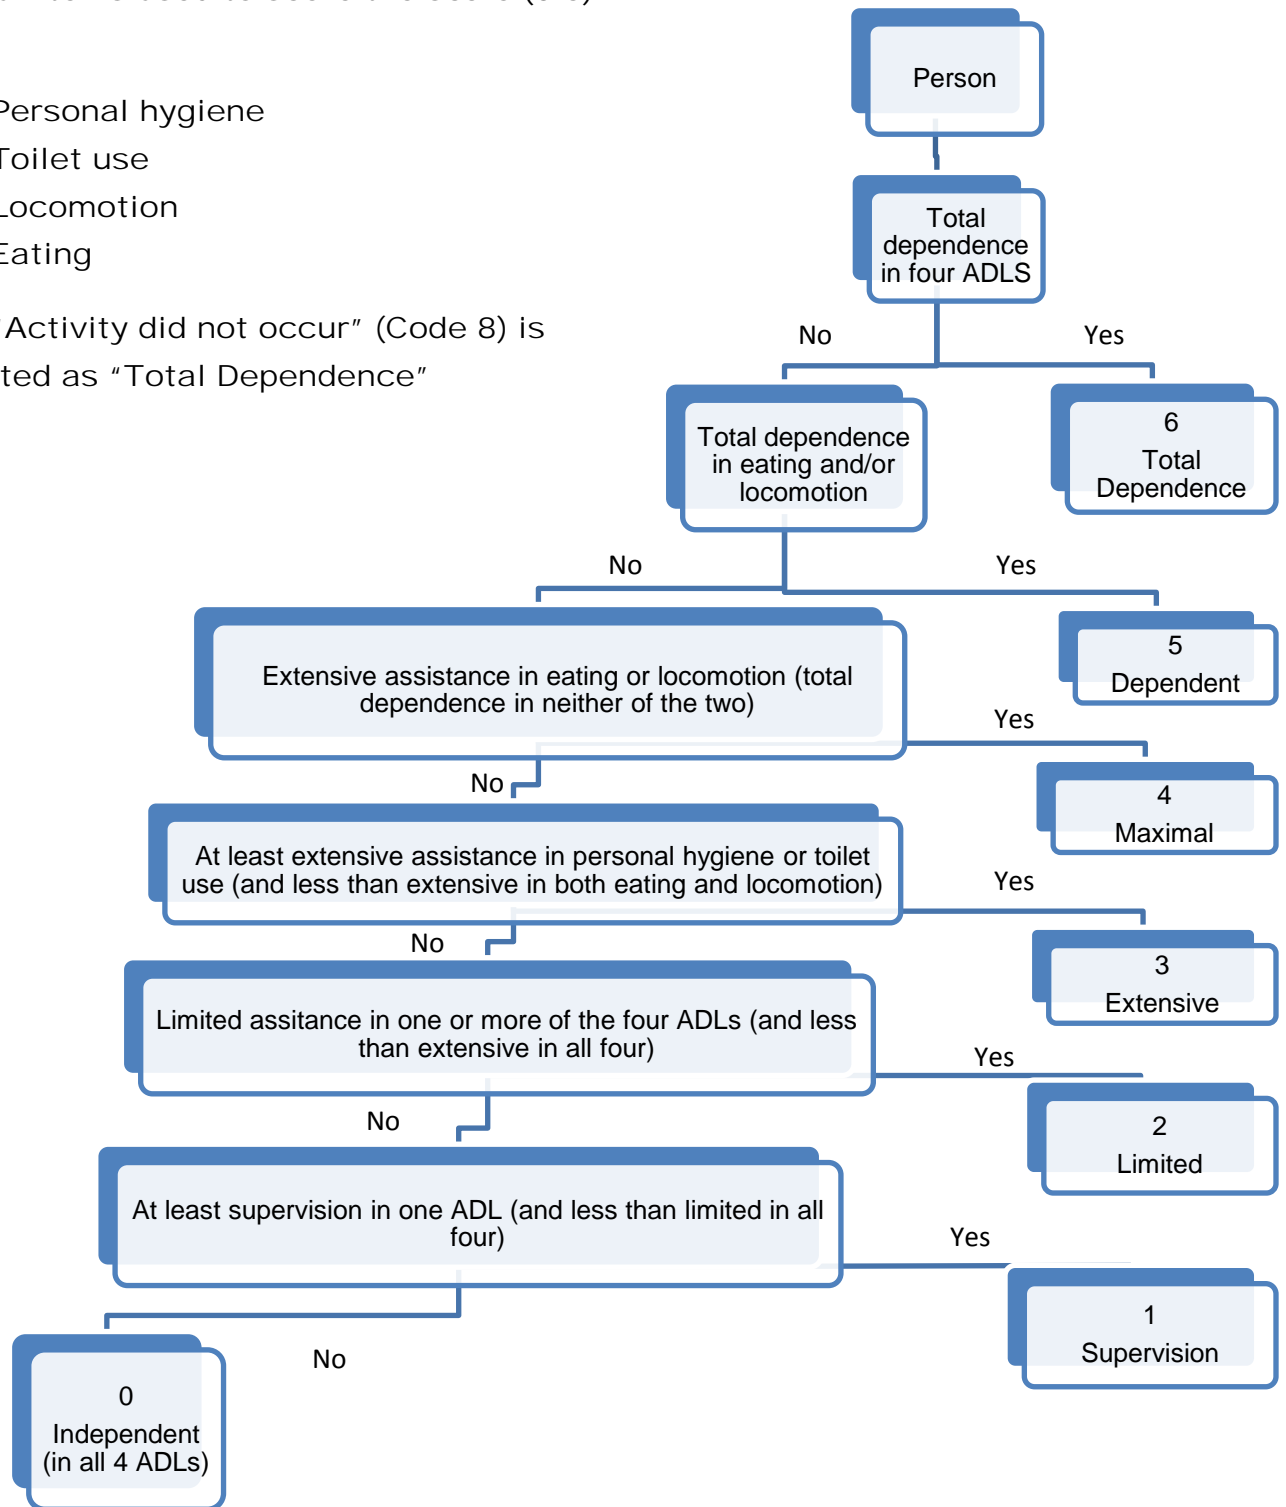 Person
Personal hygiene
Toilet use
Locomotion
Eating
Total
dependence
in four ADLS
"Activity did not occur" (Code 8) is
ted as "Total Dependence"
No
Yes
Total dependence
in eating and/or
locomotion
6
Total
Dependence
No
Yes
Extensive assistance in eating or locomotion (total
dependence in neither of the two)
5
Dependent
Yes
No
4
Maximal
At least extensive assistance in personal hygiene or toilet
use (and less than extensive in both eating and locomotion)
Yes
No
3
Extensive
Limited assitance in one or more of the four ADLs (and less
than extensive in all four)
Yes
No
2
Limited
At least supervision in one ADL (and less than limited in all
four)
Yes
1
Supervision
No
0
Independent
(in all 4 ADLs)